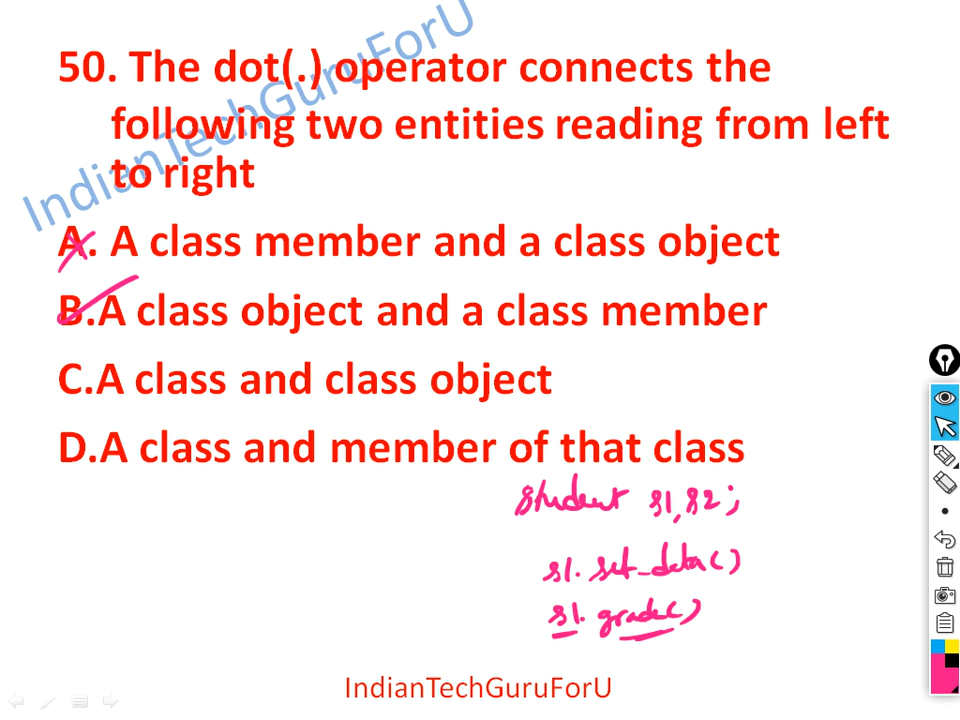 50. The dot(.) operator connects the
following two entities reading from left
to right
IndianTechGuruForU
A. A class member and a class object
B.A class object and a class member
C.A class and class object
D.A class and member of that class
Student s1, s2;
s1. set_data()
s1. grade()
IndianTechGuruForU